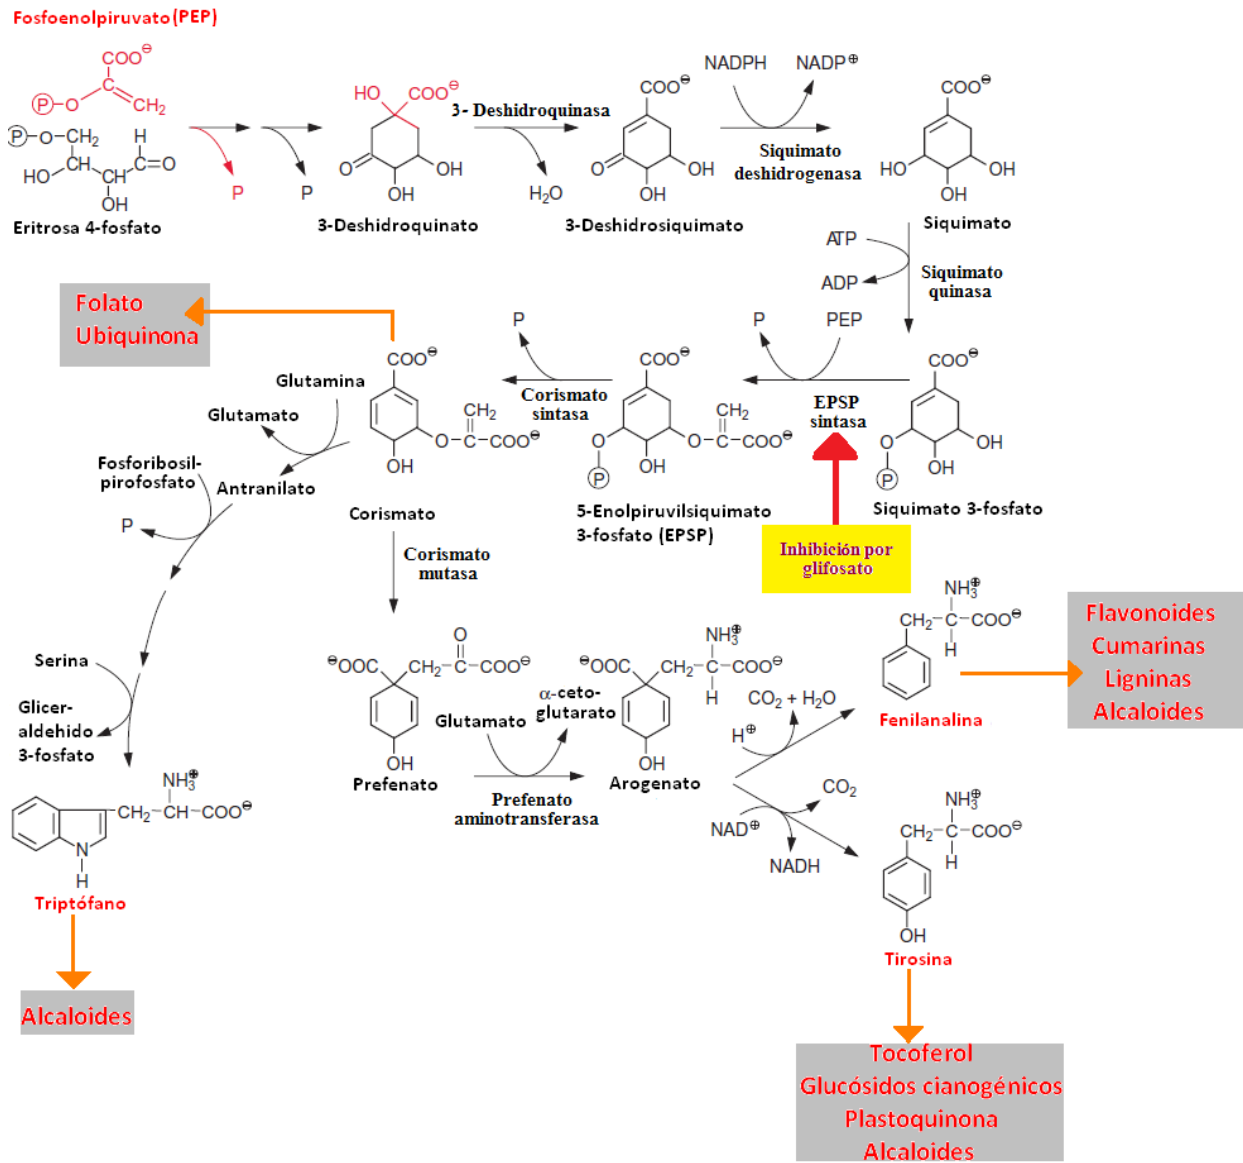 Fosfoenolpiruvato (PEP)
COO⊖
C
P
O
CH₂
P
O
CH₂
H
C
C
O
HO
C
H
H
OH
Eritrosa 4-fosfato
P
P
HO
COO⊖
O
OH
OH
3-Deshidroquinato
3- Deshidroquinasa
H₂O
COO⊖
O
OH
OH
3-Deshidrosiquimato
NADPH
NADP⊕
Siquimato
deshidrogenasa
COO⊖
HO
OH
OH
Siquimato
ATP
ADP
Siquimato
quinasa
COO⊖
O
OH
OH
P
Siquimato 3-fosfato
P
PEP
EPSP
sintasa
Inhibición por
glifosato
COO⊖
CH₂
O
O
C
COO⊖
OH
P
5-Enolpiruvilsiquimato
3-fosfato (EPSP)
P
Corismato
sintasa
Folato
Ubiquinona
COO⊖
CH₂
O
C
COO⊖
OH
Corismato
Glutamina
Glutamato
Antranilato
Fosforibosil-
pirofosfato
P
Serina
Glicer-
aldehido
3-fosfato
NH₃⊕
CH₂
CH
COO⊖
N
H
Triptófano
Alcaloides
Corismato
mutasa
O
⊖OOC
CH₂
C
COO⊖
OH
Prefenato
Glutamato
α-ceto-
glutarato
Prefenato
aminotransferasa
NH₃⊕
⊖OOC
CH₂
C
COO⊖
H
OH
Arogenato
CO₂ + H₂O
H⊕
NH₃⊕
CH₂
C
COO⊖
H
Fenilanalina
Flavonoides
Cumarinas
Ligninas
Alcaloides
CO₂
NAD⊕
NADH
NH₃⊕
CH₂
C
COO⊖
H
OH
Tirosina
Tocoferol
Glucósidos cianogénicos
Plastoquinona
Alcaloides